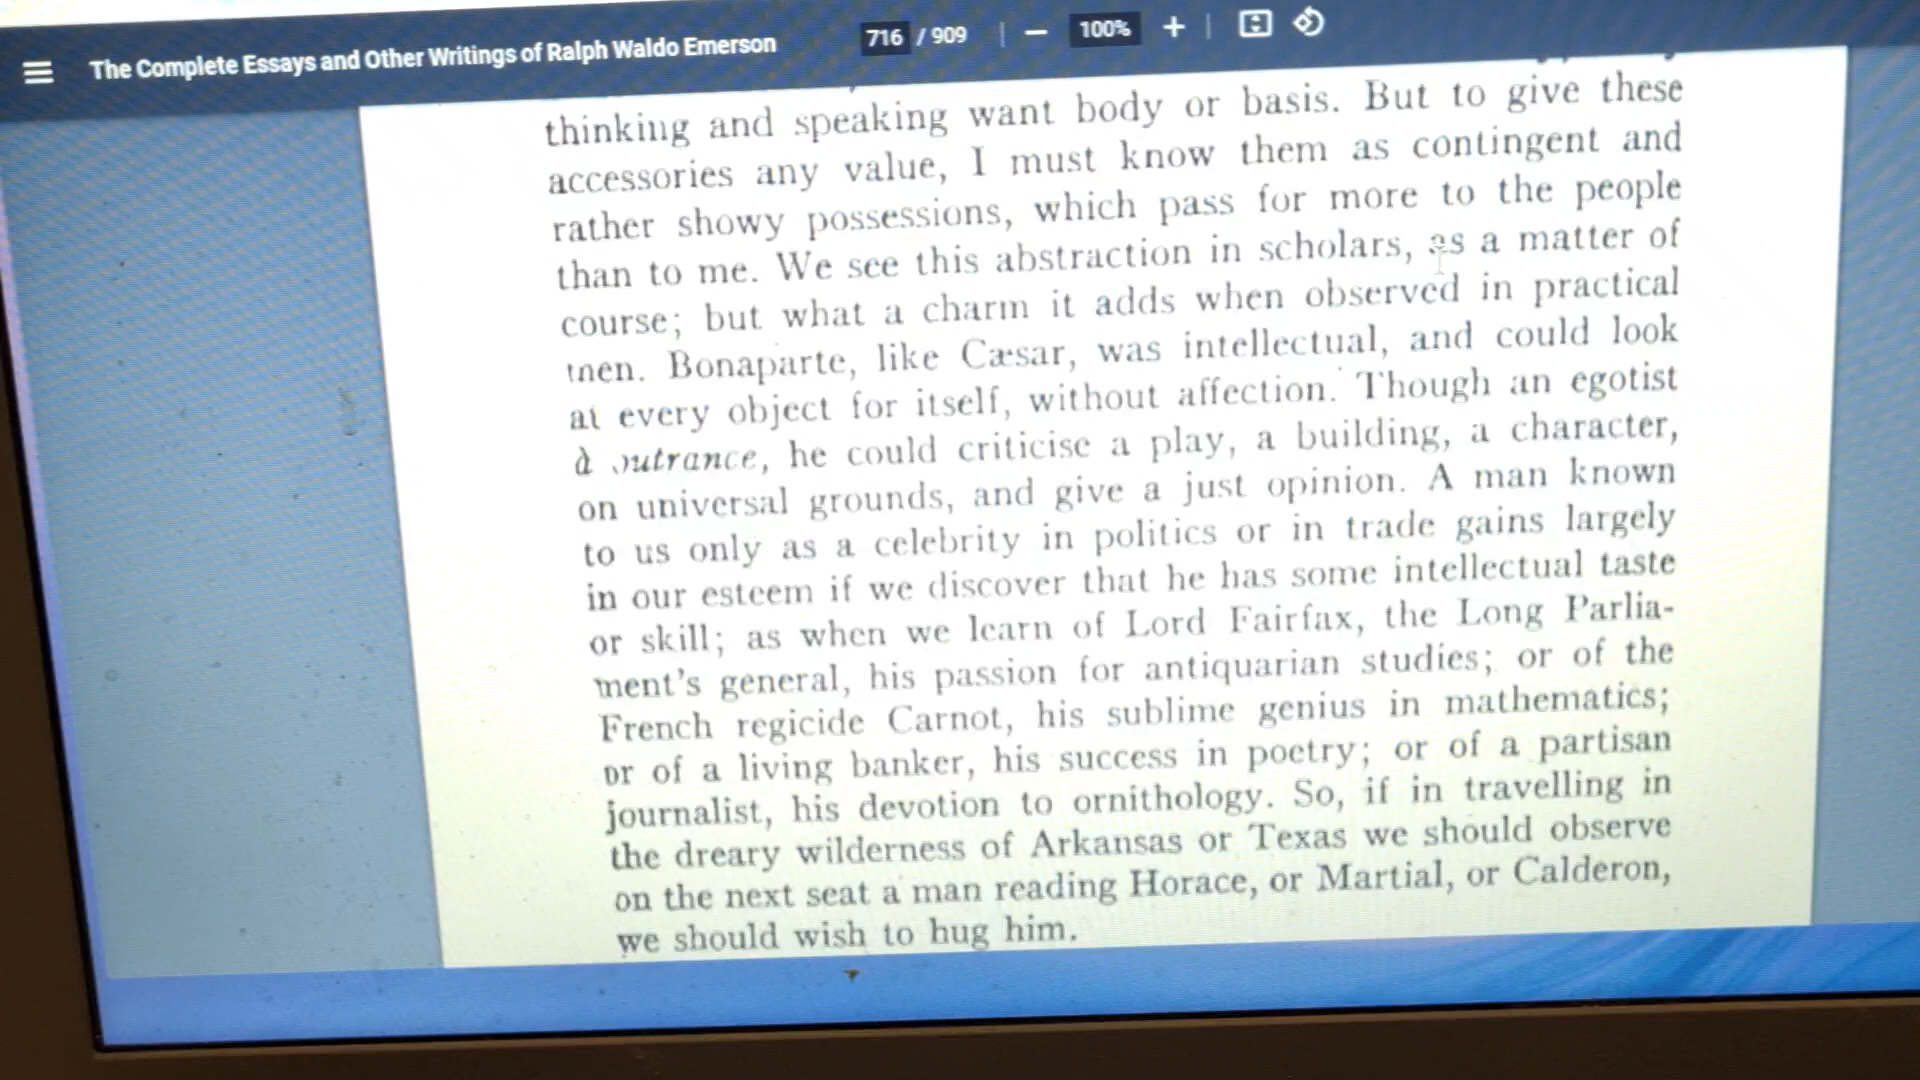 The Complete Essays and Other Writings of Ralph Waldo Emerson 716 / 909 100%
thinking and speaking want body or basis. But to give these
accessories any value, I must know them as contingent and
rather showy possessions, which pass for more to the people
than to me. We see this abstraction in scholars, as a matter of
course; but what a charm it adds when observed in practical
men. Bonaparte, like Cæsar, was intellectual, and could look
at every object for itself, without affection. Though an egotist
à outrance, he could criticise a play, a building, a character,
on universal grounds, and give a just opinion. A man known
to us only as a celebrity in politics or in trade gains largely
in our esteem if we discover that he has some intellectual taste
or skill; as when we learn of Lord Fairfax, the Long Parlia-
ment's general, his passion for antiquarian studies; or of the
French regicide Carnot, his sublime genius in mathematics;
or of a living banker, his success in poetry; or of a partisan
journalist, his devotion to ornithology. So, if in travelling in
the dreary wilderness of Arkansas or Texas we should observe
on the next seat a man reading Horace, or Martial, or Calderon,
we should wish to hug him.